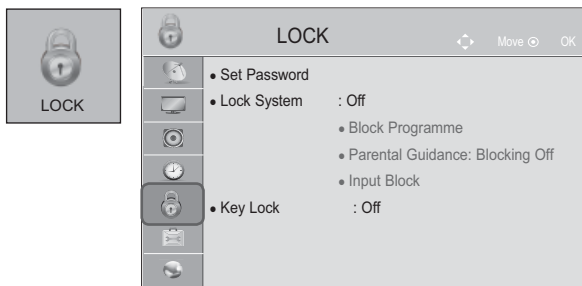 LOCK
LOCK
Move
OK
• Set Password
• Lock System : Off
• Block Programme
• Parental Guidance: Blocking Off
• Input Block
• Key Lock : Off